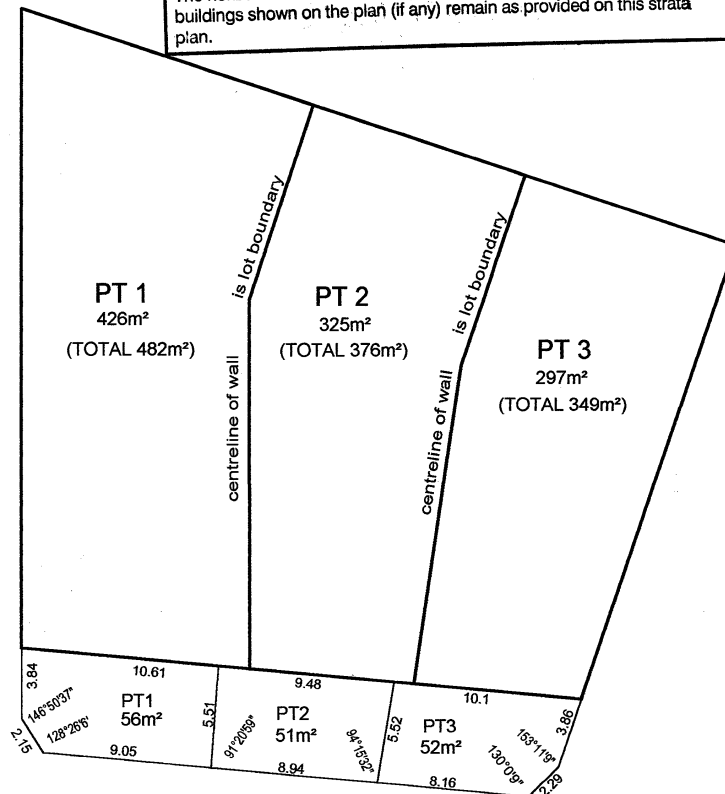 buildings shown on the plan (if any) remain as provided on this strata
plan.
is lot boundary
is lot boundary
PT 1
426m²
(TOTAL 482m²)
PT 2
325m²
(TOTAL 376m²)
PT 3
297m²
(TOTAL 349m²)
centreline of wall
centreline of wall
10.61
9.48
10.1
3.84
146°50'37"
128°26'6'
2.15
PT1
56m²
9.05
5.51
91°20'59"
PT2
51m²
94°15'32"
8.94
5.52
PT3
52m²
153°11'9"
130°0'9"
3.86
8.16
2.29